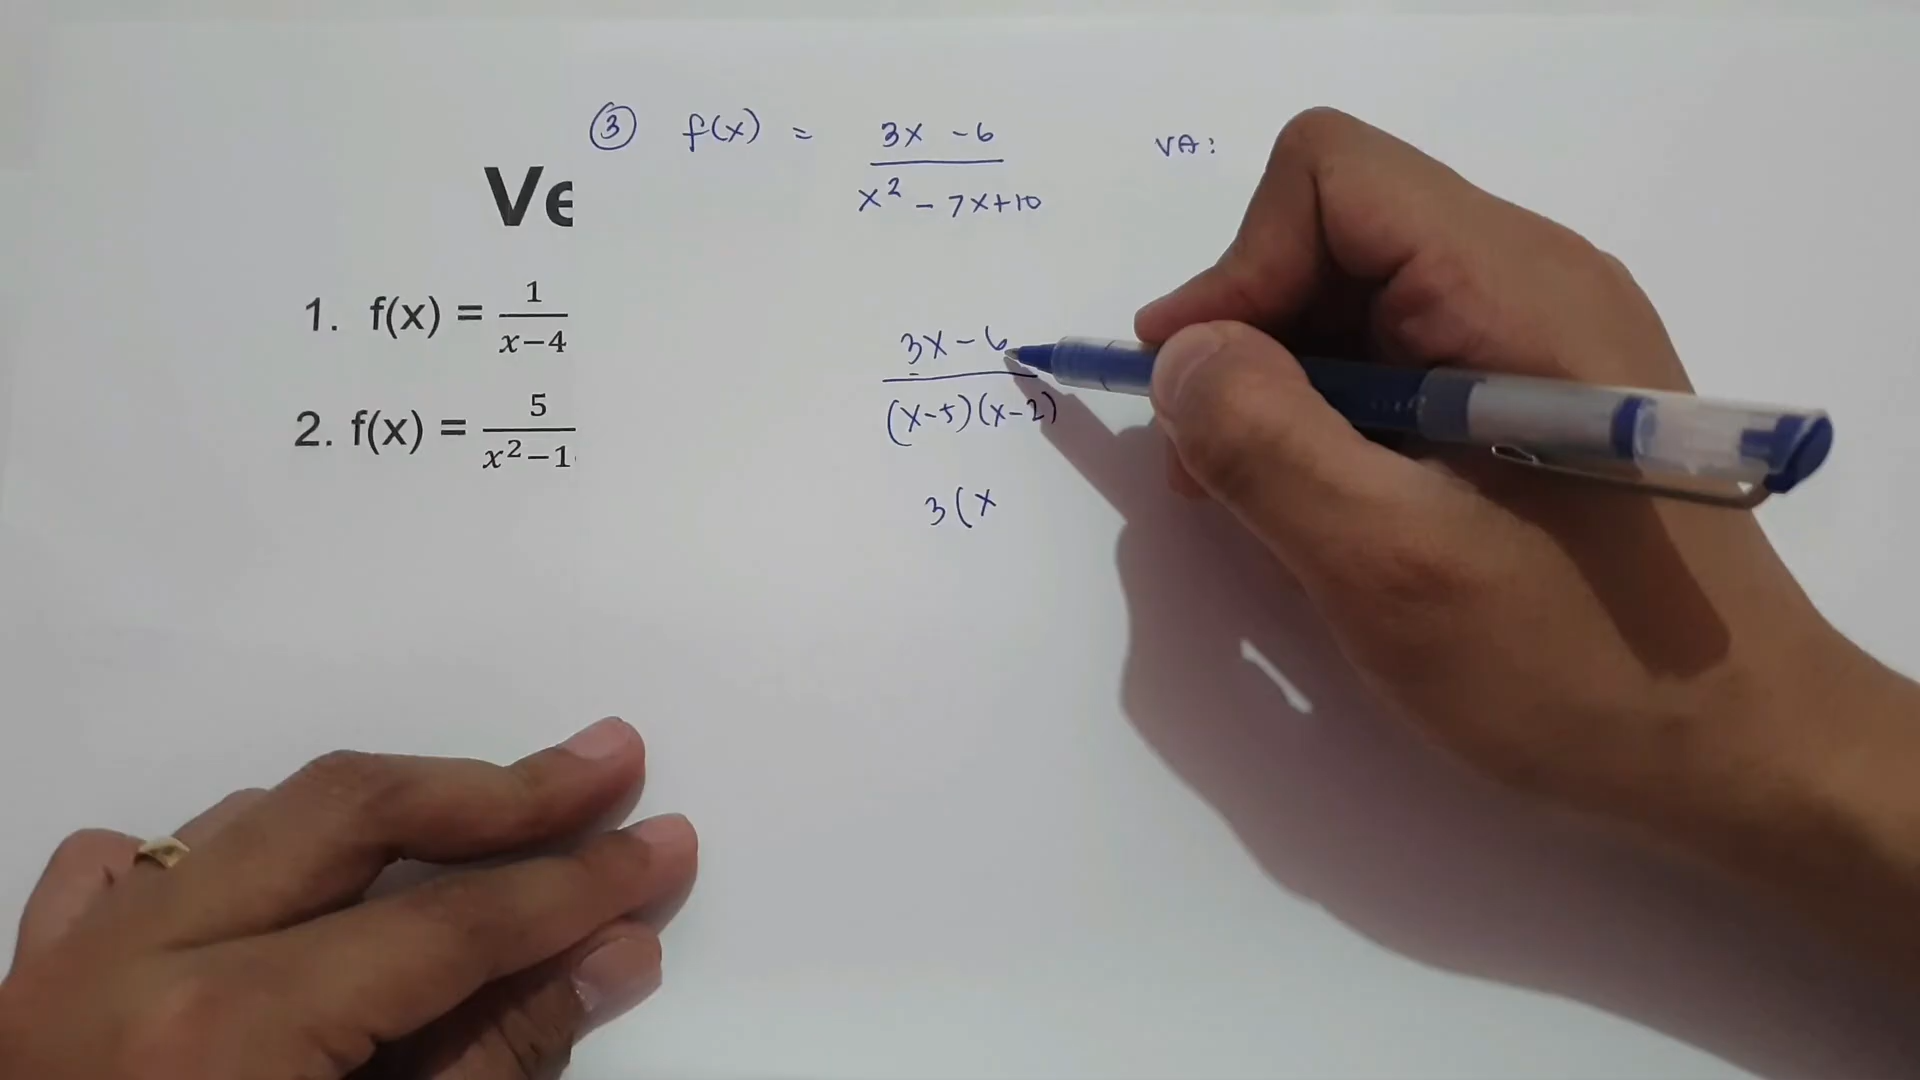 Ve
1. f(x) = 1/(x−4)
2. f(x) = 5/(x²−1
③ f(x) = (3x − 6)/(x² − 7x + 10)
VA:
(3x − 6)/((x−5)(x−2))
3(x